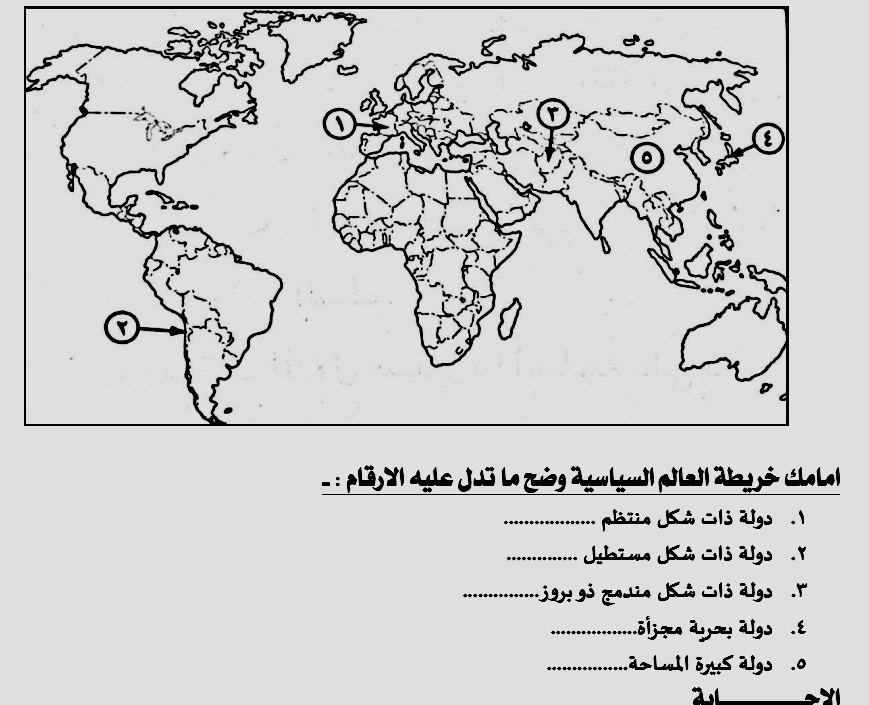 ١
٢
٣
٤
٥
امامك خريطة العالم السياسية وضح ما تدل عليه الارقام : ـ
١. دولة ذات شكل منتظم ..................
٢. دولة ذات شكل مستطيل ..............
٣. دولة ذات شكل مندمج ذو بروز...............
٤. دولة بحرية مجزأة.................
٥. دولة كبيرة المساحة................
الاجـــــــــابة